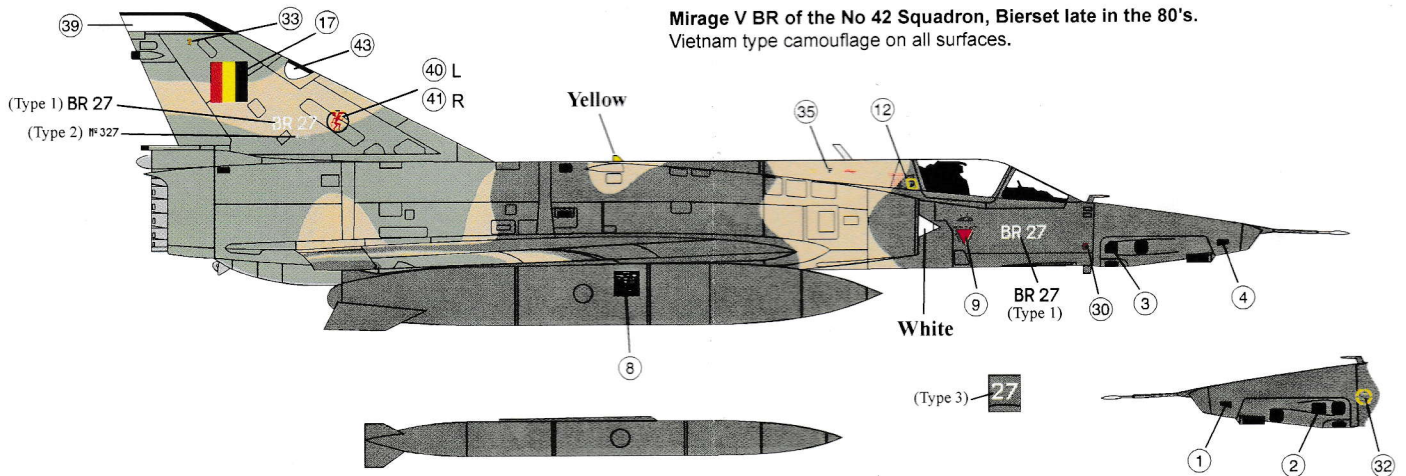 Mirage V BR of the No 42 Squadron, Bierset late in the 80's.
Vietnam type camouflage on all surfaces.
39
33
17
43
40 L
41 R
(Type 1) BR 27
BR 27
(Type 2) Nº 327
Yellow
35
12
BR 27
White
9
BR 27
(Type 1)
30
3
4
8
(Type 3)
27
1
2
32